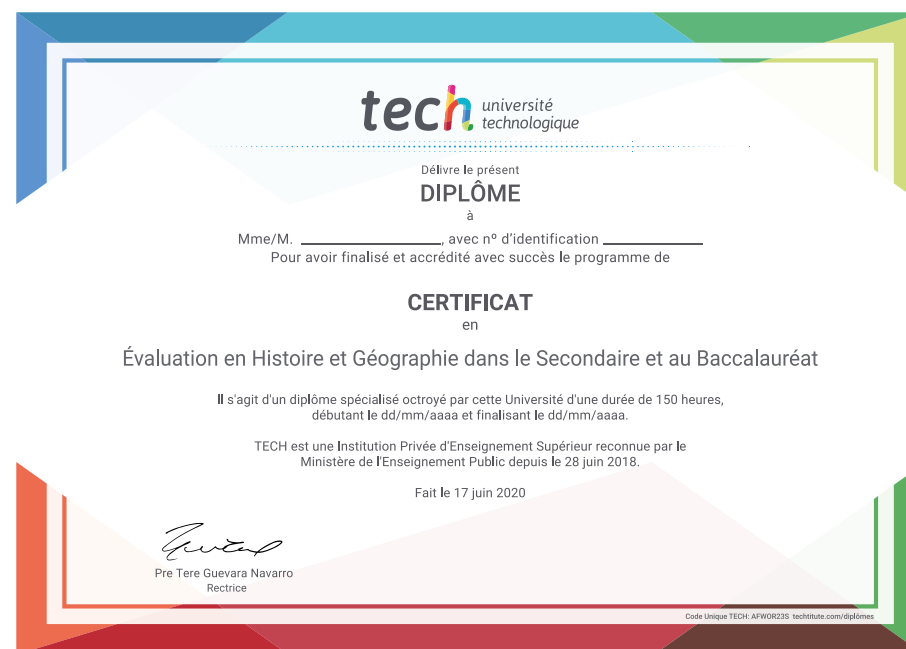 tech université
technologique
Délivre le présent
DIPLÔME
à
Mme/M. ____________________, avec nº d'identification ______________
Pour avoir finalisé et accrédité avec succès le programme de
CERTIFICAT
en
Évaluation en Histoire et Géographie dans le Secondaire et au Baccalauréat
Il s'agit d'un diplôme spécialisé octroyé par cette Université d'une durée de 150 heures,
débutant le dd/mm/aaaa et finalisant le dd/mm/aaaa.
TECH est une Institution Privée d'Enseignement Supérieur reconnue par le
Ministère de l'Enseignement Public depuis le 28 juin 2018.
Fait le 17 juin 2020
Pre Tere Guevara Navarro
Rectrice
Code Unique TECH: AFWOR23S techtitute.com/diplômes